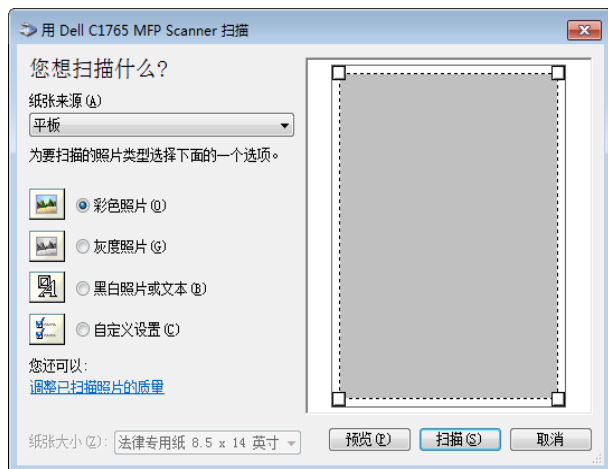 用 Dell C1765 MFP Scanner 扫描
您想扫描什么?
纸张来源(A)
平板
为要扫描的照片类型选择下面的一个选项。
彩色照片(O)
灰度照片(G)
黑白照片或文本(B)
自定义设置(C)
您还可以:
调整已扫描照片的质量
纸张大小(Z): 法律专用纸 8.5 x 14 英寸 预览(P) 扫描(S) 取消